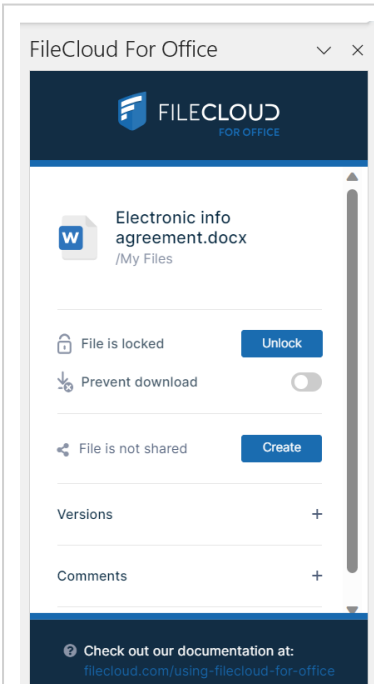 FileCloud For Office
FILECLOUD
FOR OFFICE
W
Electronic info
agreement.docx
/My Files
File is locked
Unlock
Prevent download
File is not shared
Create
Versions
+
Comments
+
Check out our documentation at:
filecloud.com/using-filecloud-for-office